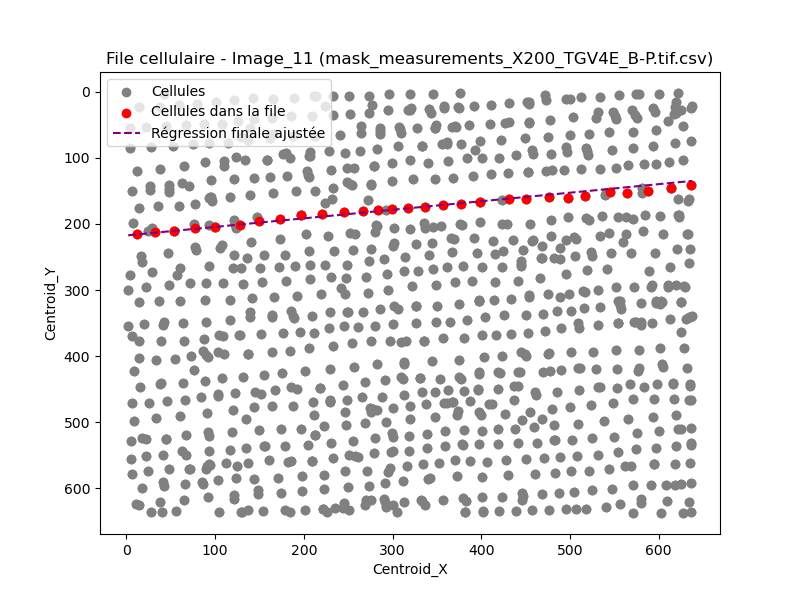 File cellulaire - Image_11 (mask_measurements_X200_TGV4E_B-P.tif.csv)
Cellules
Cellules dans la file
Régression finale ajustée
Centroid_Y
0
100
200
300
400
500
600
0 100 200 300 400 500 600
Centroid_X